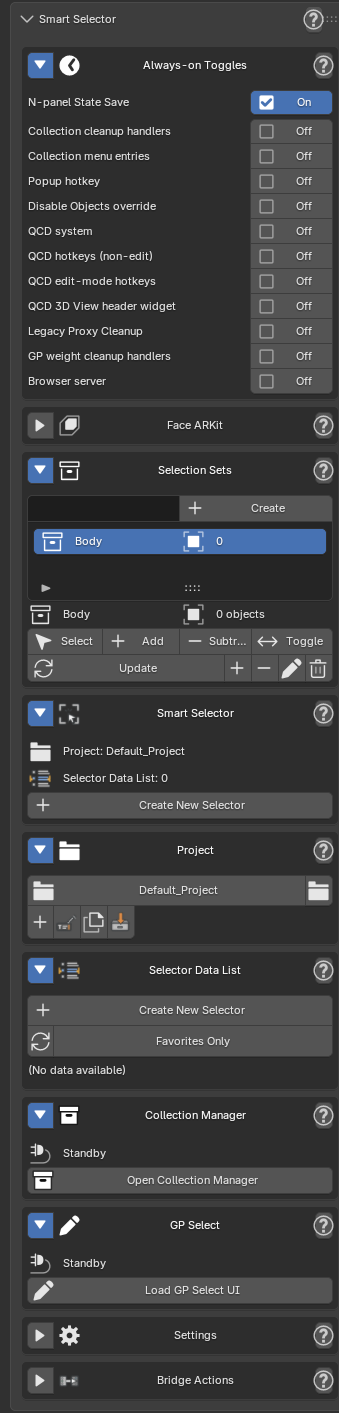 Smart Selector
Always-on Toggles
N-panel State Save On
Collection cleanup handlers Off
Collection menu entries Off
Popup hotkey Off
Disable Objects override Off
QCD system Off
QCD hotkeys (non-edit) Off
QCD edit-mode hotkeys Off
QCD 3D View header widget Off
Legacy Proxy Cleanup Off
GP weight cleanup handlers Off
Browser server Off
Face ARKit
Selection Sets
Create
Body 0
Body 0 objects
Select Add Subtr... Toggle
Update
Smart Selector
Project: Default_Project
Selector Data List: 0
Create New Selector
Project
Default_Project
Selector Data List
Create New Selector
Favorites Only
(No data available)
Collection Manager
Standby
Open Collection Manager
GP Select
Standby
Load GP Select UI
Settings
Bridge Actions